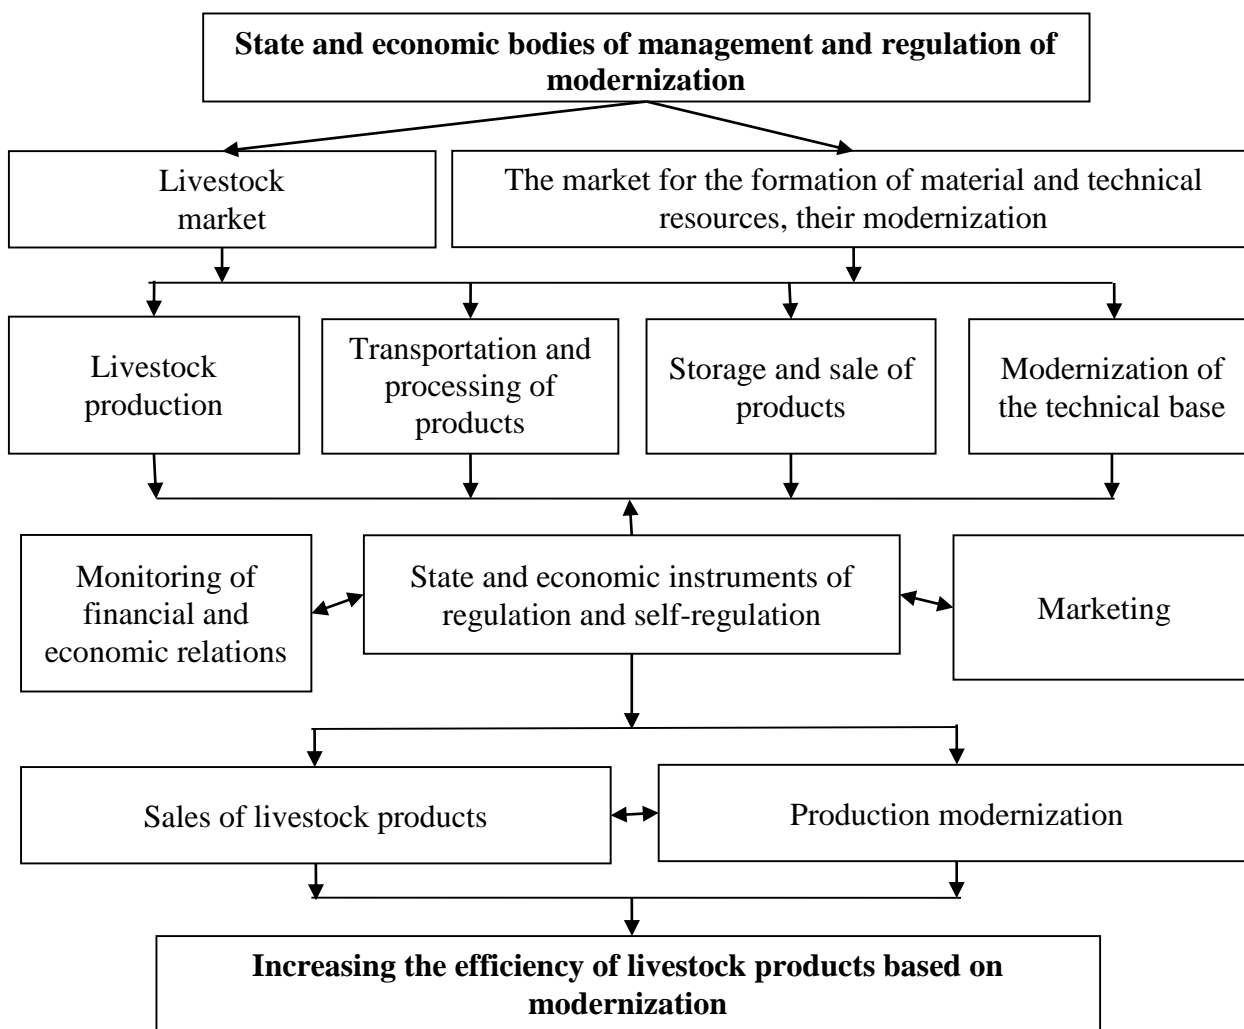 State and economic bodies of management and regulation of
modernization
Livestock
market
The market for the formation of material and technical
resources, their modernization
Livestock
production
Transportation and
processing of
products
Storage and sale of
products
Modernization of
the technical base
Monitoring of
financial and
economic relations
State and economic instruments of
regulation and self-regulation
Marketing
Sales of livestock products
Production modernization
Increasing the efficiency of livestock products based on
modernization